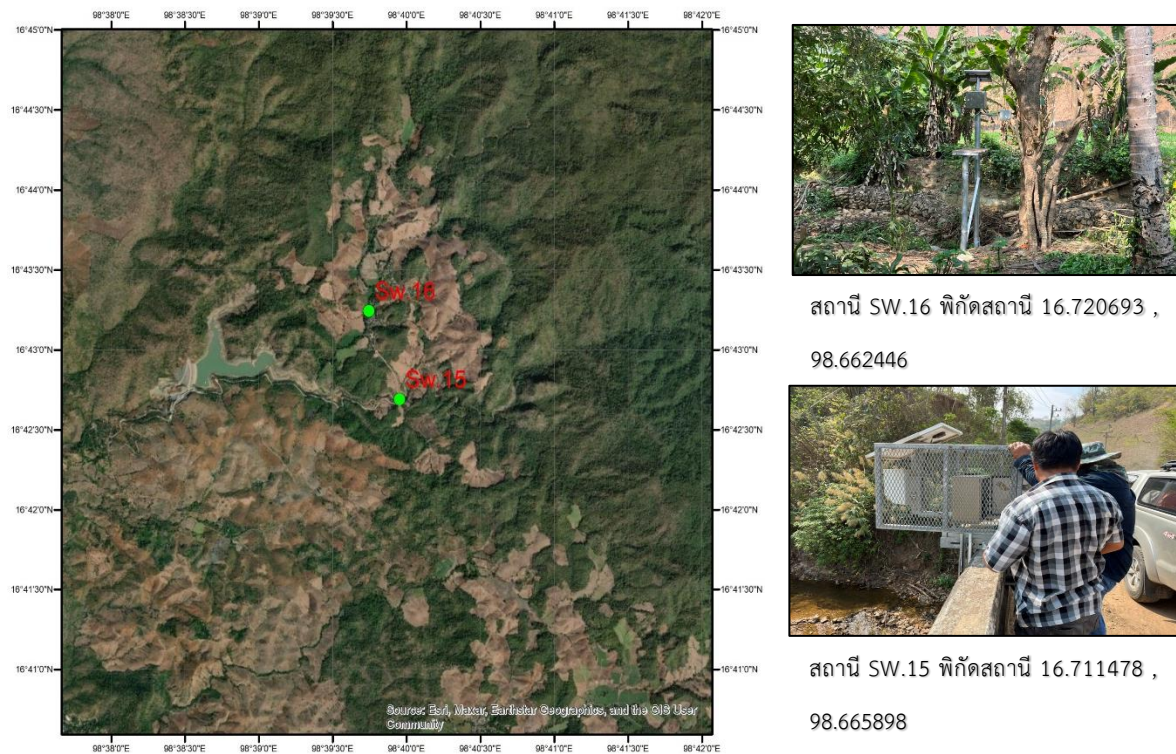 98°38'0"E 98°38'30"E 98°39'0"E 98°39'30"E 98°40'0"E 98°40'30"E 98°41'0"E 98°41'30"E 98°42'0"E
16°45'0"N 16°45'0"N
16°44'30"N 16°44'30"N
16°44'0"N 16°44'0"N
16°43'30"N 16°43'30"N
Sw.16
16°43'0"N 16°43'0"N
Sw.15
16°42'30"N 16°42'30"N
16°42'0"N 16°42'0"N
16°41'30"N 16°41'30"N
16°41'0"N 16°41'0"N
Source: Esri, Maxar, Earthstar Geographics, and the GIS User
Community
98°38'0"E 98°38'30"E 98°39'0"E 98°39'30"E 98°40'0"E 98°40'30"E 98°41'0"E 98°41'30"E 98°42'0"E
สถานี SW.16 พิกัดสถานี 16.720693 ,
98.662446
สถานี SW.15 พิกัดสถานี 16.711478 ,
98.665898